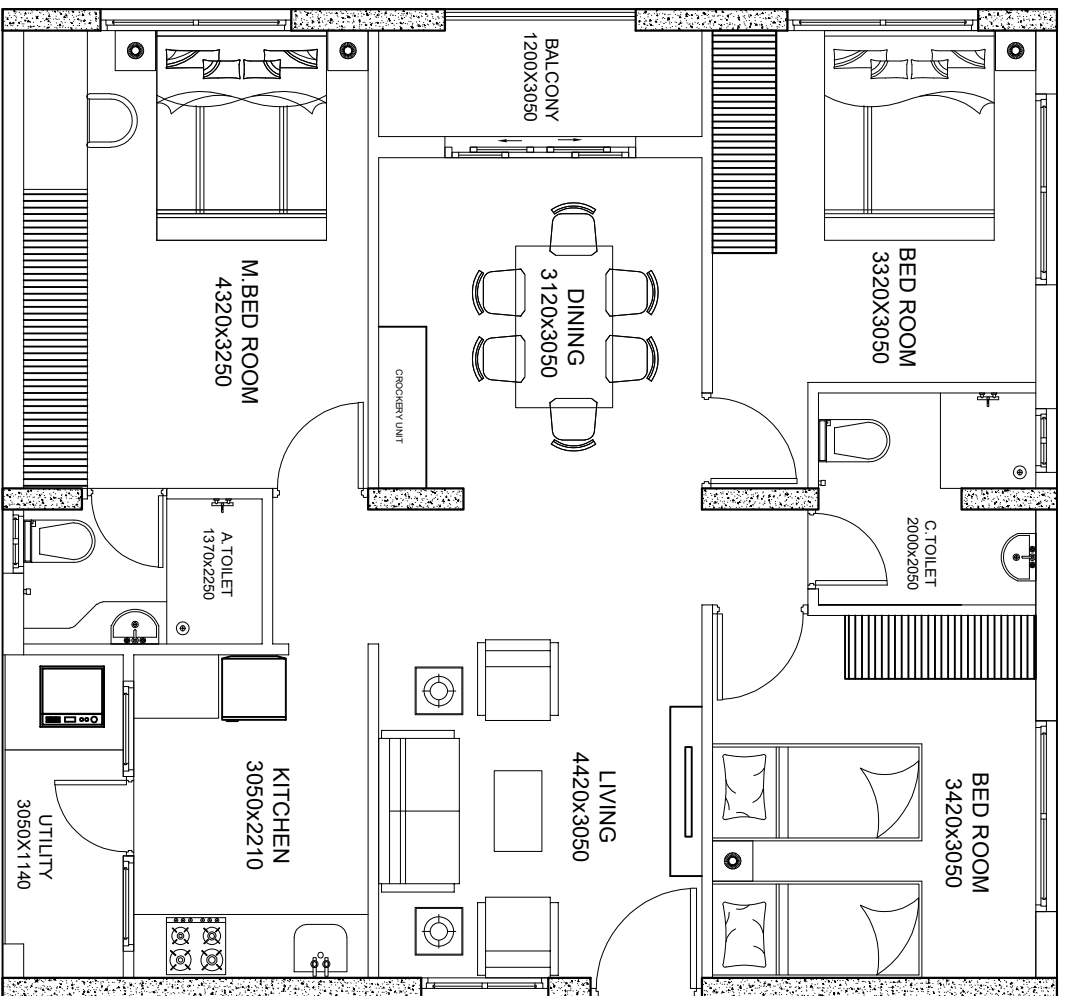 BALCONY
1200X3050
BED ROOM
3320X3050
M.BED ROOM
4320x3250
DINING
3120x3050
CROCKERY UNIT
C.TOILET
2000x2050
A.TOILET
1370x2250
KITCHEN
3050x2210
LIVING
4420x3050
BED ROOM
3420x3050
UTILITY
3050X1140